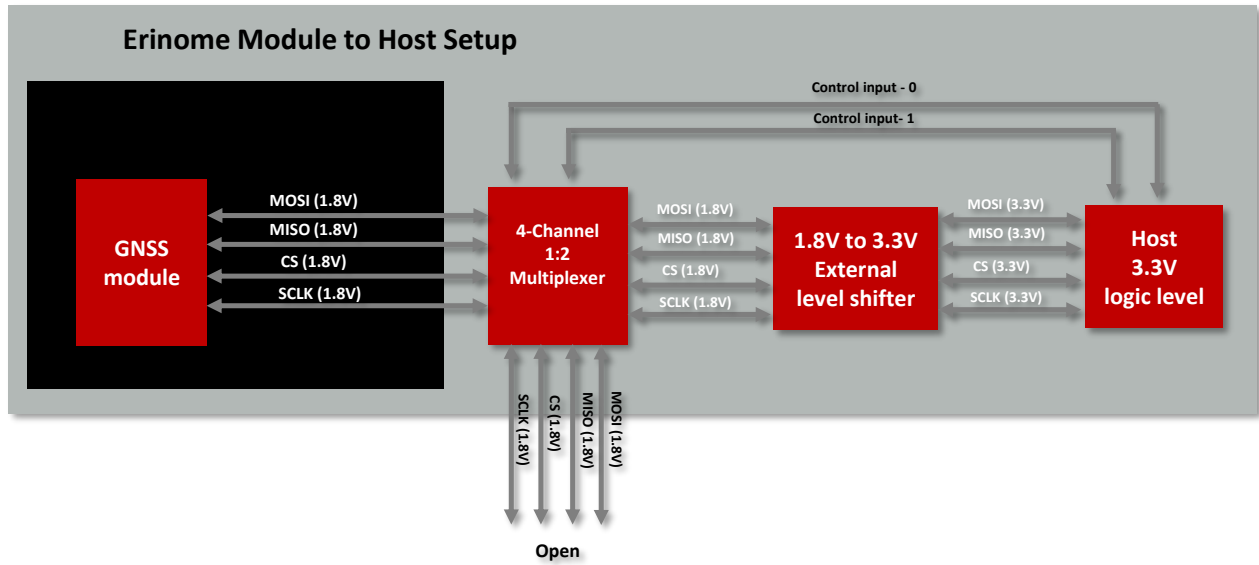 Erinome Module to Host Setup
Control input - 0
Control input- 1
GNSS
module
MOSI (1.8V)
MISO (1.8V)
CS (1.8V)
SCLK (1.8V)
4-Channel
1:2
Multiplexer
MOSI (1.8V)
MISO (1.8V)
CS (1.8V)
SCLK (1.8V)
1.8V to 3.3V
External
level shifter
MOSI (3.3V)
MISO (3.3V)
CS (3.3V)
SCLK (3.3V)
Host
3.3V
logic level
SCLK (1.8V)
CS (1.8V)
MISO (1.8V)
MOSI (1.8V)
Open